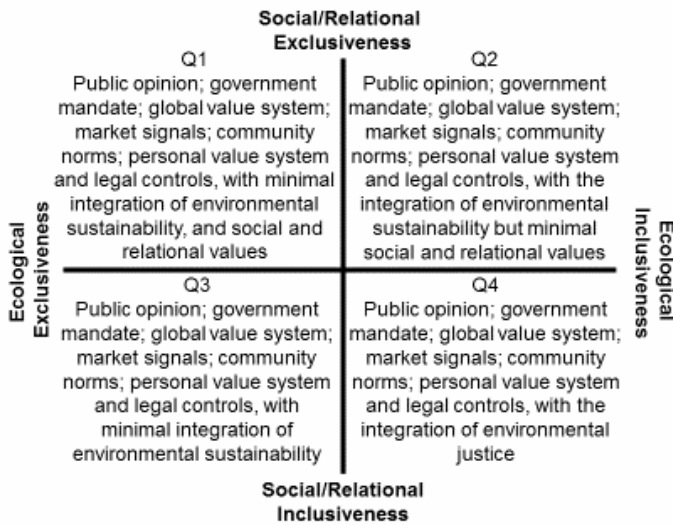 Social/Relational
Exclusiveness
Q1
Public opinion; government
mandate; global value system;
market signals; community
norms; personal value system
and legal controls, with minimal
integration of environmental
sustainability, and social and
relational values
Q2
Public opinion; government
mandate; global value system;
market signals; community
norms; personal value system
and legal controls, with the
integration of environmental
sustainability but minimal
social and relational values
Ecological
Exclusiveness
Ecological
Inclusiveness
Q3
Public opinion; government
mandate; global value system;
market signals; community
norms; personal value system
and legal controls, with
minimal integration of
environmental sustainability
Q4
Public opinion; government
mandate; global value system;
market signals; community
norms; personal value system
and legal controls, with the
integration of environmental
justice
Social/Relational
Inclusiveness